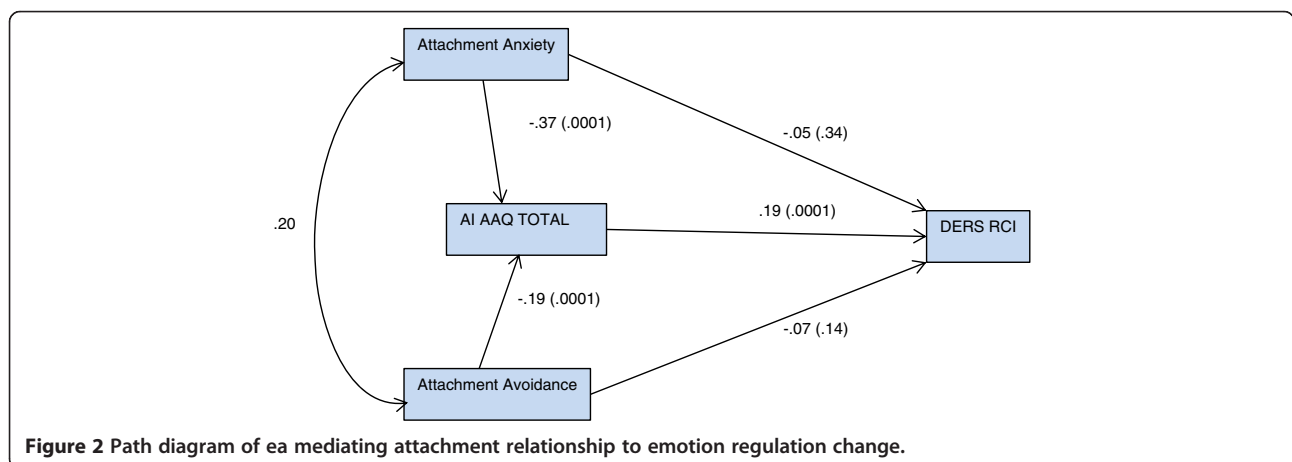 Attachment Anxiety
-.37 (.0001)
-.05 (.34)
.20
AI AAQ TOTAL
.19 (.0001)
DERS RCI
-.19 (.0001)
-.07 (.14)
Attachment Avoidance
Figure 2 Path diagram of ea mediating attachment relationship to emotion regulation change.